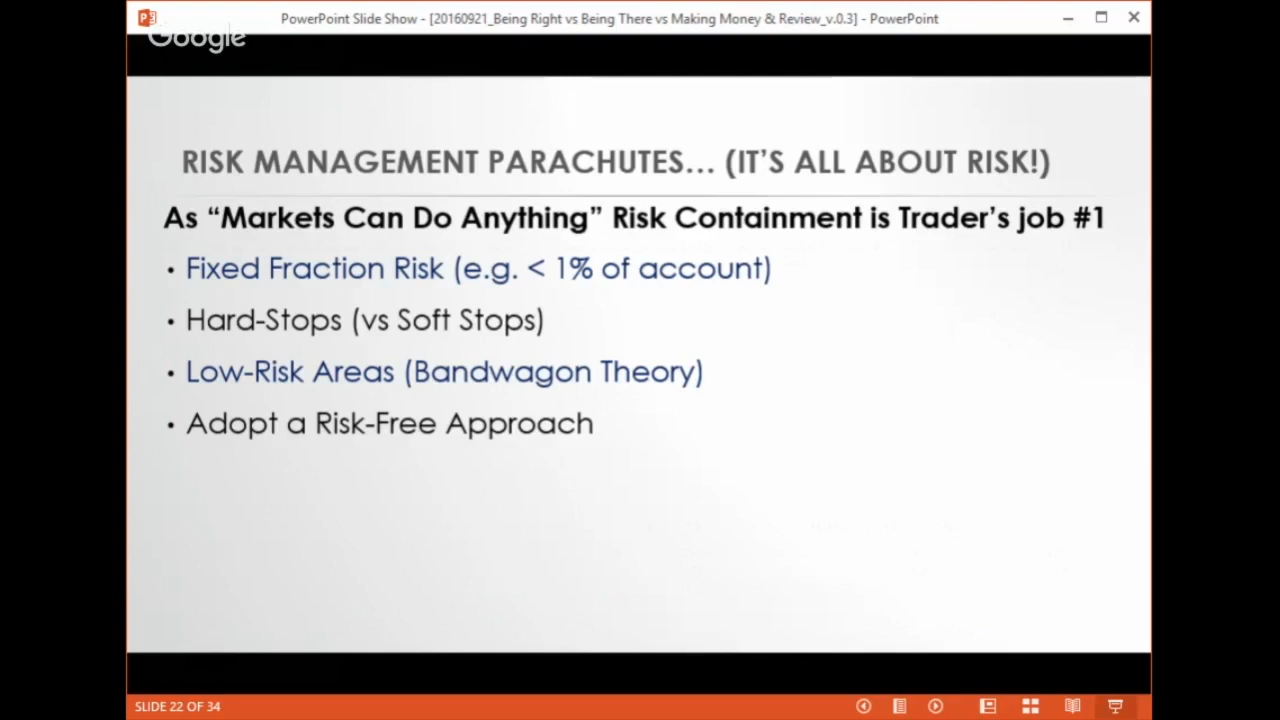 PowerPoint Slide Show - [20160921_Being Right vs Being There vs Making Money & Review_v.0.3] - PowerPoint
Google
RISK MANAGEMENT PARACHUTES... (IT'S ALL ABOUT RISK!)
As “Markets Can Do Anything” Risk Containment is Trader's job #1
• Fixed Fraction Risk (e.g. < 1% of account)
• Hard-Stops (vs Soft Stops)
• Low-Risk Areas (Bandwagon Theory)
• Adopt a Risk-Free Approach
SLIDE 22 OF 34